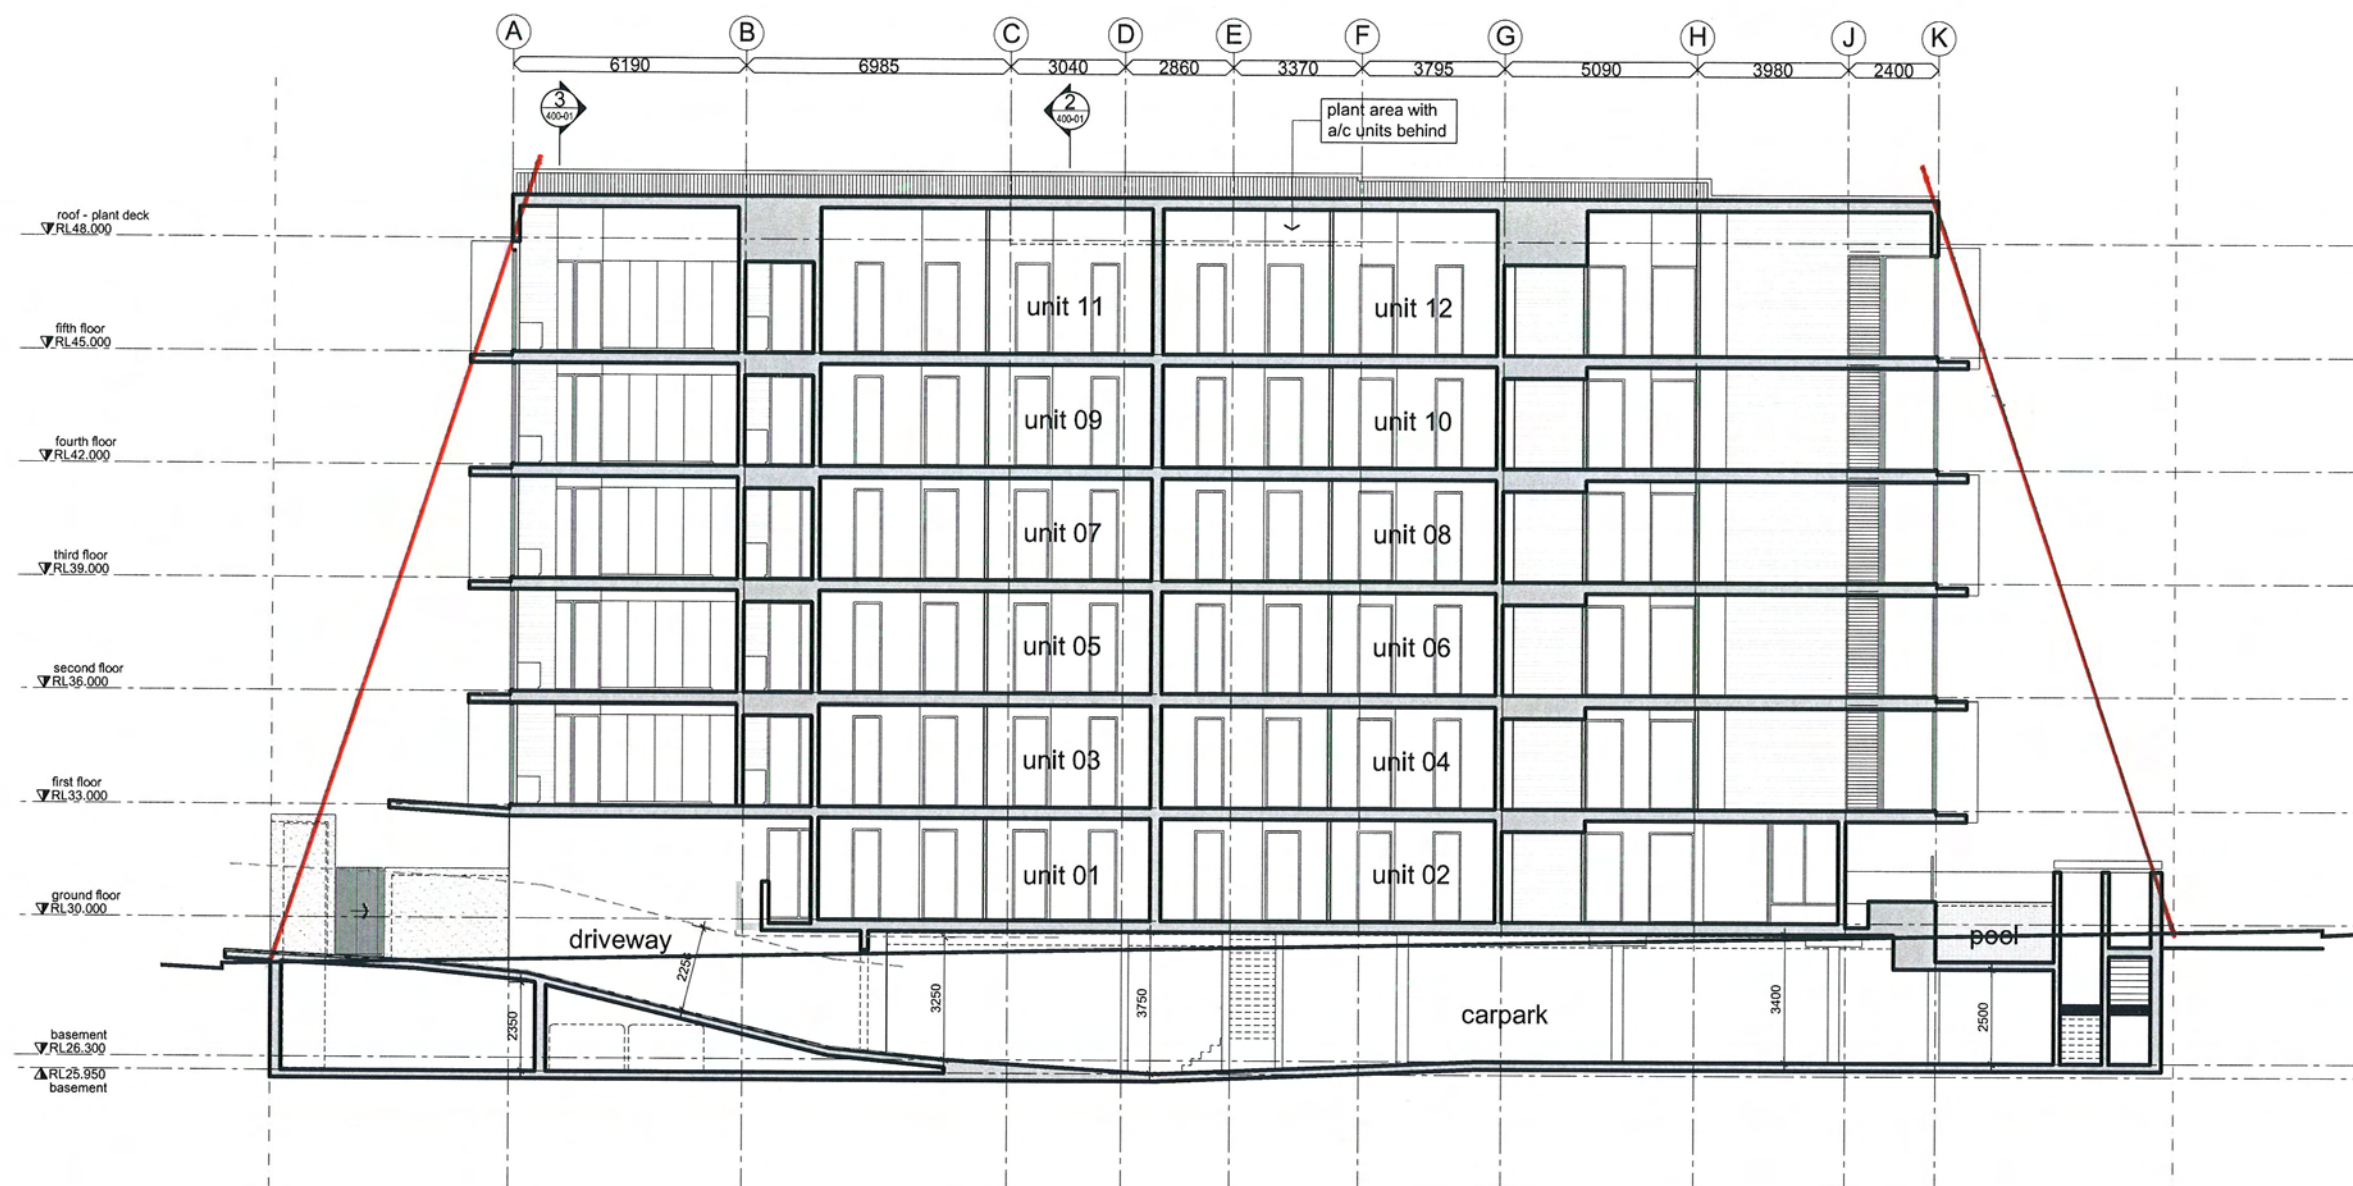 A B C D E F G H J K
6190 6985 3040 2860 3370 3795 5090 3980 2400
3
400-01
2
400-01
plant area with
a/c units behind
roof - plant deck
RL48.000
unit 11 unit 12
fifth floor
RL45.000
unit 09 unit 10
fourth floor
RL42.000
unit 07 unit 08
third floor
RL39.000
unit 05 unit 06
second floor
RL36.000
unit 03 unit 04
first floor
RL33.000
unit 01 unit 02
ground floor
RL30.000
driveway
pool
2350
3250
3750
carpark
3400
2500
basement
RL26.300
RL25.950
basement